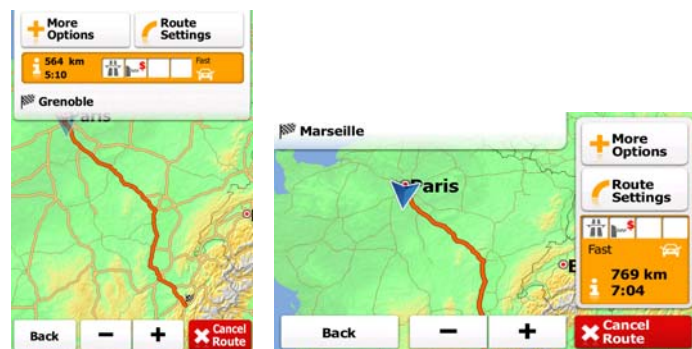 More
Options
Route
Settings
564 km
5:10
$
Fast
Grenoble
Paris
Back
−
+
Cancel
Route
Marseille
Paris
More
Options
Route
Settings
$
Fast
769 km
7:04
Back
−
+
Cancel
Route